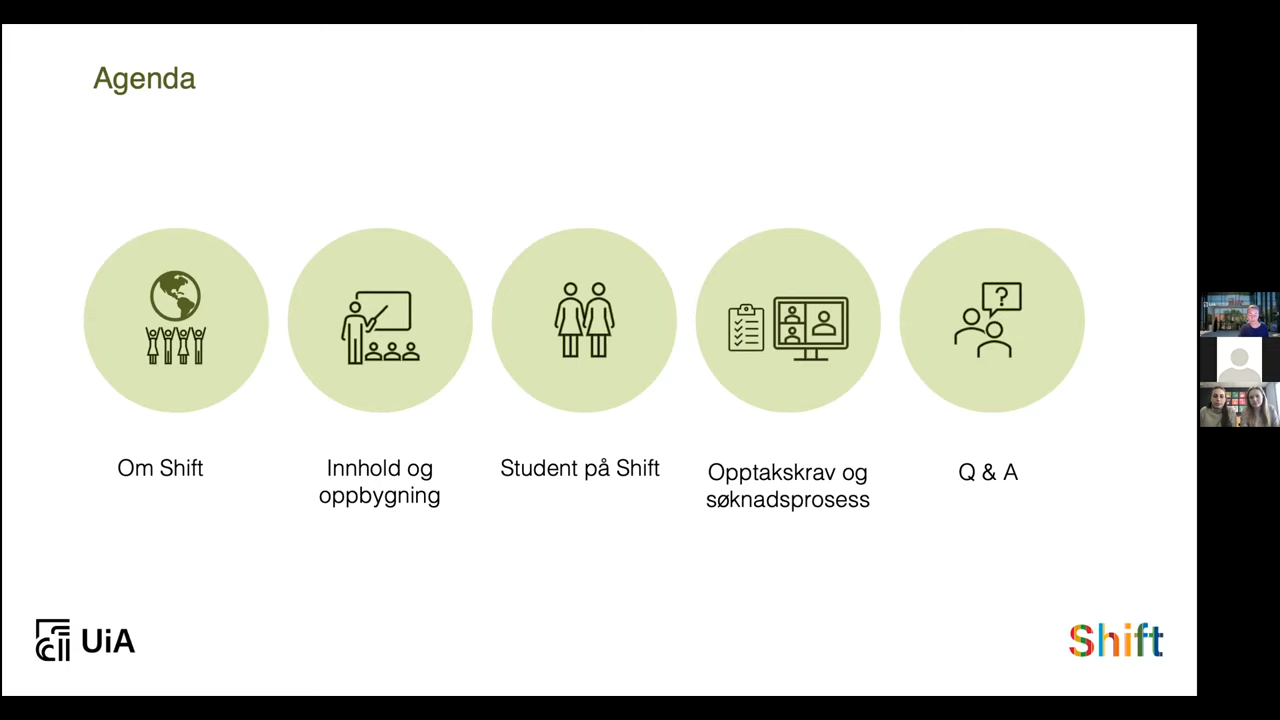 Agenda
?
Om Shift
Innhold og
oppbygning
Student på Shift
Opptakskrav og
søknadsprosess
Q & A
UiA
Shift